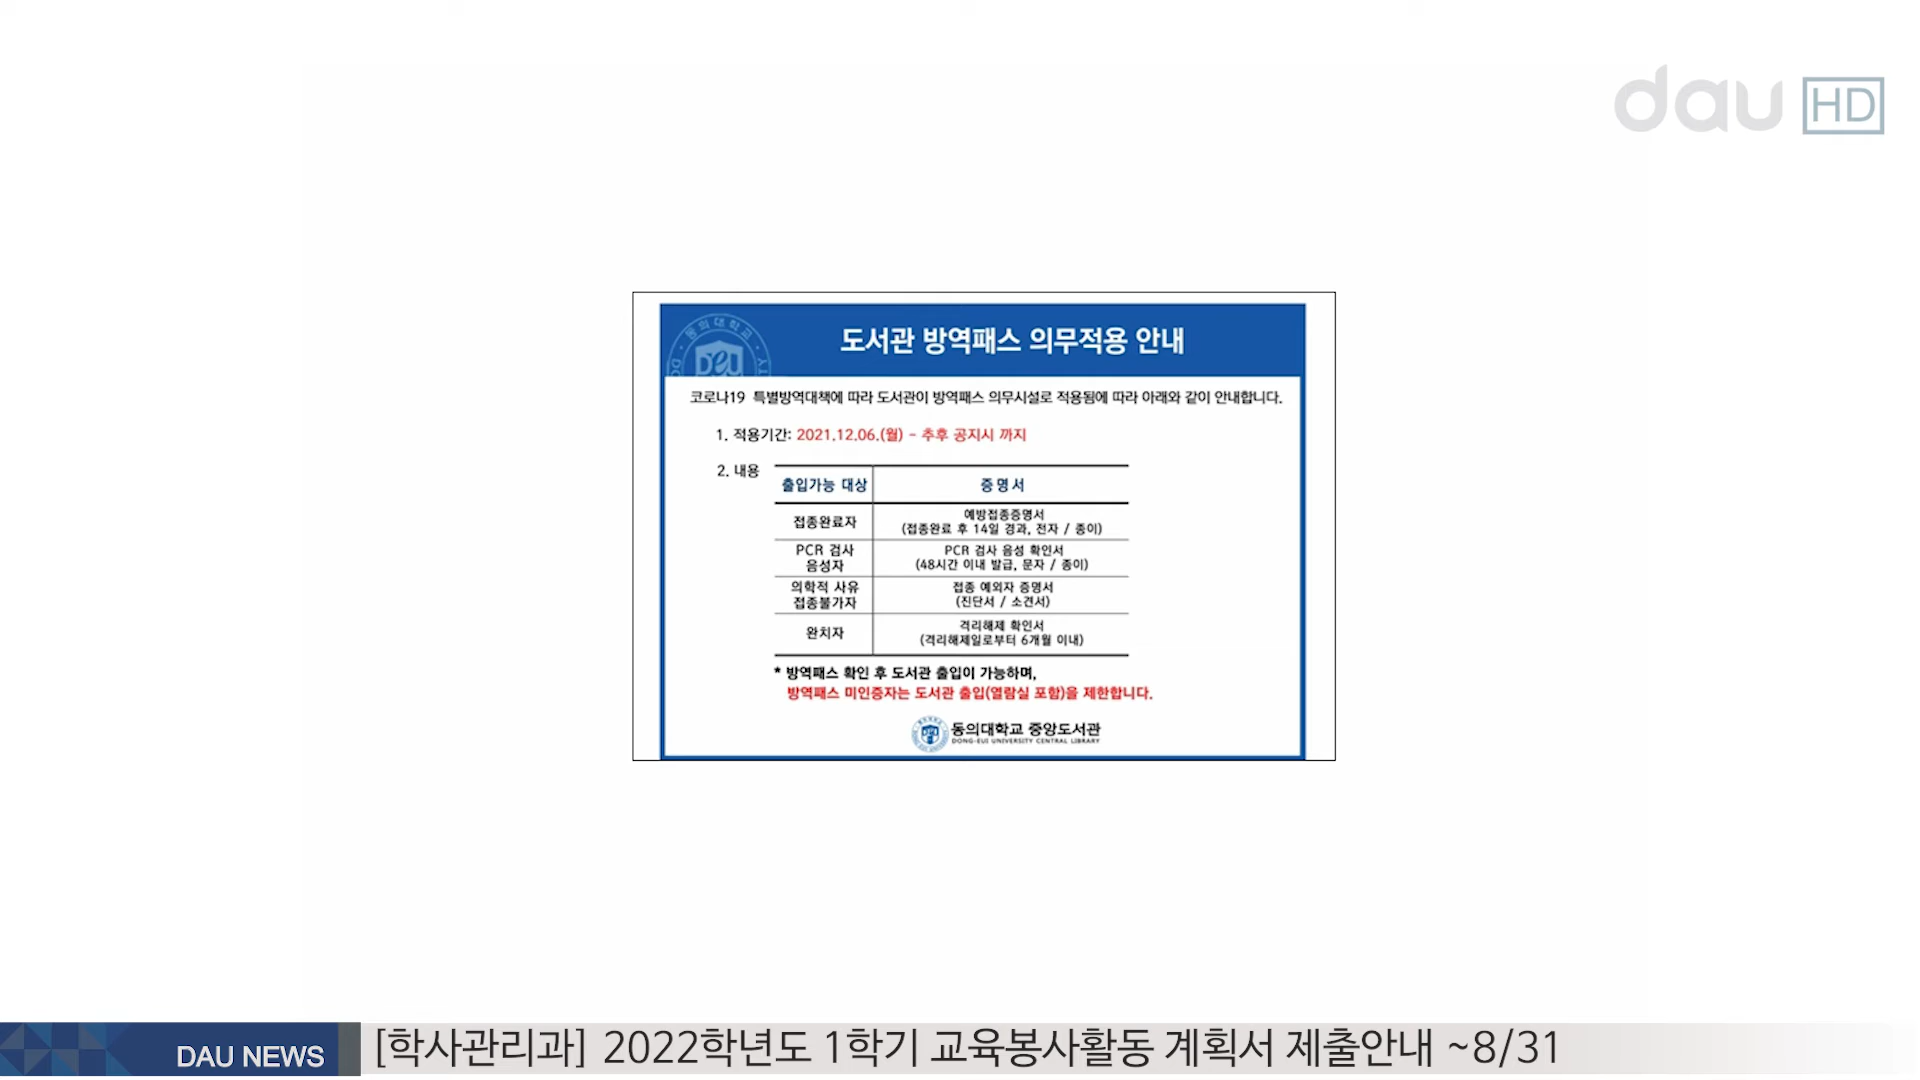 dau HD
동의대학교
DeU
도서관 방역패스 의무적용 안내
코로나19 특별방역대책에 따라 도서관이 방역패스 의무시설로 적용됨에 따라 아래와 같이 안내합니다.
1. 적용기간: 2021.12.06.(월) - 추후 공지시 까지
2. 내용
출입가능 대상 증명서
접종완료자 예방접종증명서
(접종완료 후 14일 경과, 전자 / 종이)
PCR 검사 음성자 PCR 검사 음성 확인서
(48시간 이내 발급, 문자 / 종이)
의학적 사유 접종불가자 접종 예외자 증명서
(진단서 / 소견서)
완치자 격리해제 확인서
(격리해제일로부터 6개월 이내)
* 방역패스 확인 후 도서관 출입이 가능하며,
방역패스 미인증자는 도서관 출입(열람실 포함)을 제한합니다.
동의대학교 중앙도서관
DONG-EUI UNIVERSITY CENTRAL LIBRARY
DAU NEWS [학사관리과] 2022학년도 1학기 교육봉사활동 계획서 제출안내 ~8/31